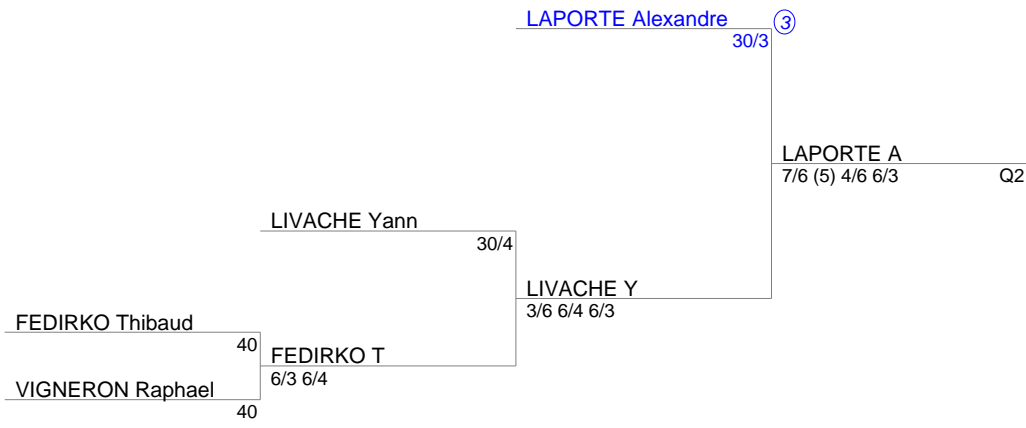 LAPORTE Alexandre 3
30/3
LAPORTE A
7/6 (5) 4/6 6/3 Q2
LIVACHE Yann
30/4
LIVACHE Y
3/6 6/4 6/3
FEDIRKO Thibaud
40
FEDIRKO T
6/3 6/4
VIGNERON Raphael
40